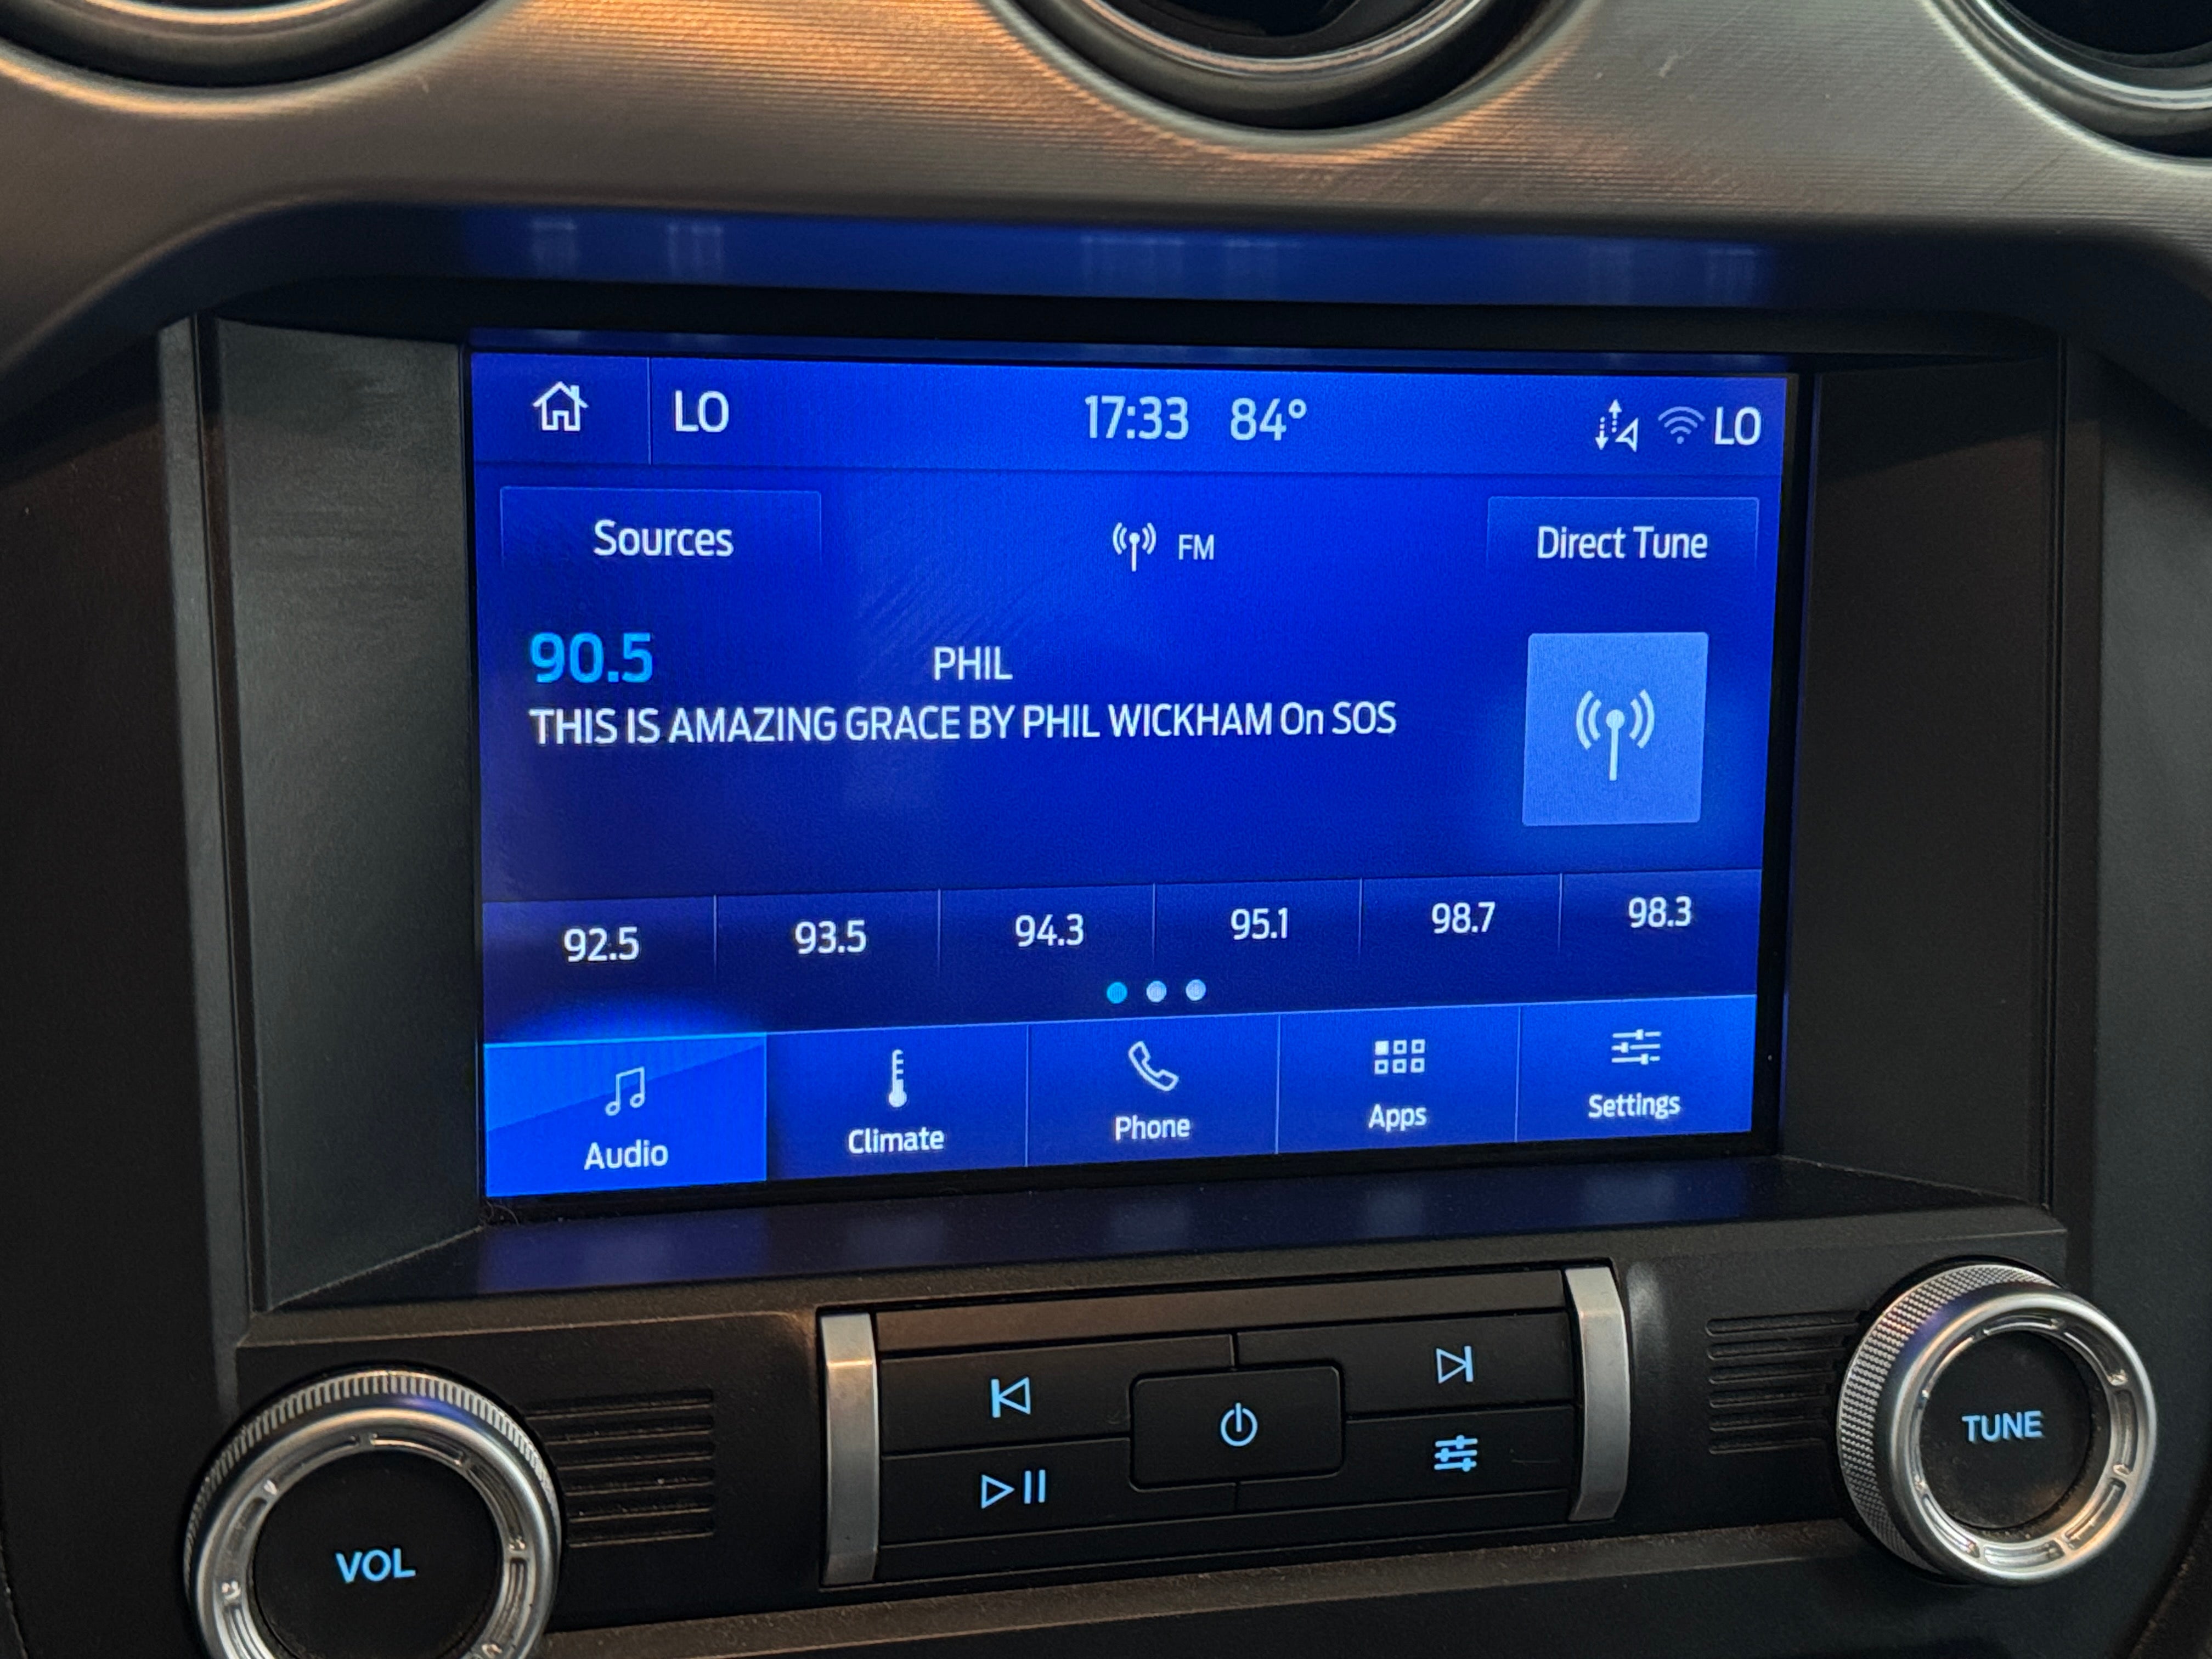 LO 17:33 84° LO
Sources FM Direct Tune
90.5 PHIL
THIS IS AMAZING GRACE BY PHIL WICKHAM On SOS
92.5 93.5 94.3 95.1 98.7 98.3
Audio Climate Phone Apps Settings
VOL TUNE